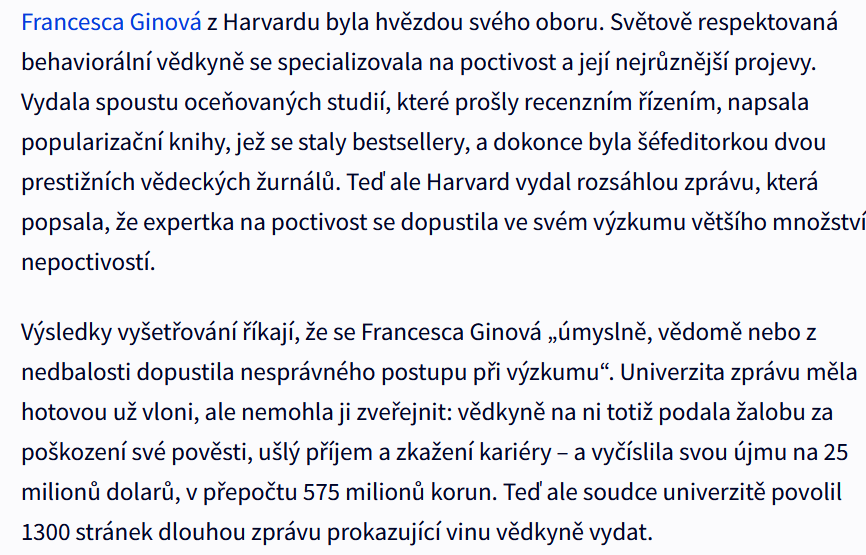 Francesca Ginová z Harvardu byla hvězdou svého oboru. Světově respektovaná
behaviorální vědkyně se specializovala na poctivost a její nejrůznější projevy.
Vydala spoustu oceňovaných studií, které prošly recenzním řízením, napsala
popularizační knihy, jež se staly bestsellery, a dokonce byla šéfeditorkou dvou
prestižních vědeckých žurnálů. Teď ale Harvard vydal rozsáhlou zprávu, která
popsala, že expertka na poctivost se dopustila ve svém výzkumu většího množství
nepoctivostí.
Výsledky vyšetřování říkají, že se Francesca Ginová „úmyslně, vědomě nebo z
nedbalosti dopustila nesprávného postupu při výzkumu“. Univerzita zprávu měla
hotovou už vloni, ale nemohla ji zveřejnit: vědkyně na ni totiž podala žalobu za
poškození své pověsti, ušlý příjem a zkažení kariéry – a vyčíslila svou újmu na 25
milionů dolarů, v přepočtu 575 milionů korun. Teď ale soudce univerzitě povolil
1300 stránek dlouhou zprávu prokazující vinu vědkyně vydat.